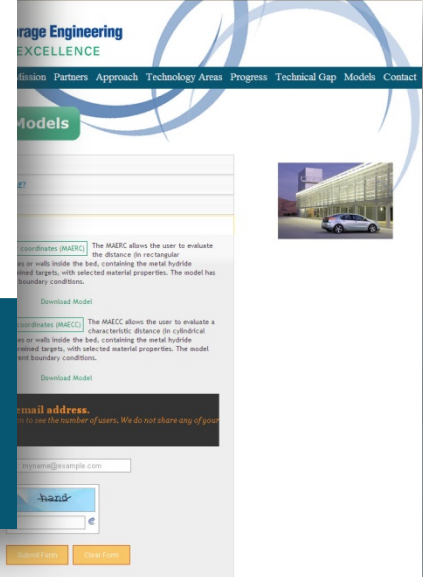 rage Engineering
EXCELLENCE
Mission Partners Approach Technology Areas Progress Technical Gap Models Contact
Models
coordinates (MAERC) The MAERC allows the user to evaluate
the distance (in rectangular
es or walls inside the bed, containing the metal hydride
mined targets, with selected material properties. The model has
boundary conditions.
Download Model
coordinates (MAECC) The MAECC allows the user to evaluate a
characteristic distance (in cylindrical
es or walls inside the bed, containing the metal hydride
mined targets, with selected material properties. The model
ent boundary conditions.
Download Model
email address.
on to see the number of users. We do not share any of your
myname@example.com
hand
Submit Form Clear Form